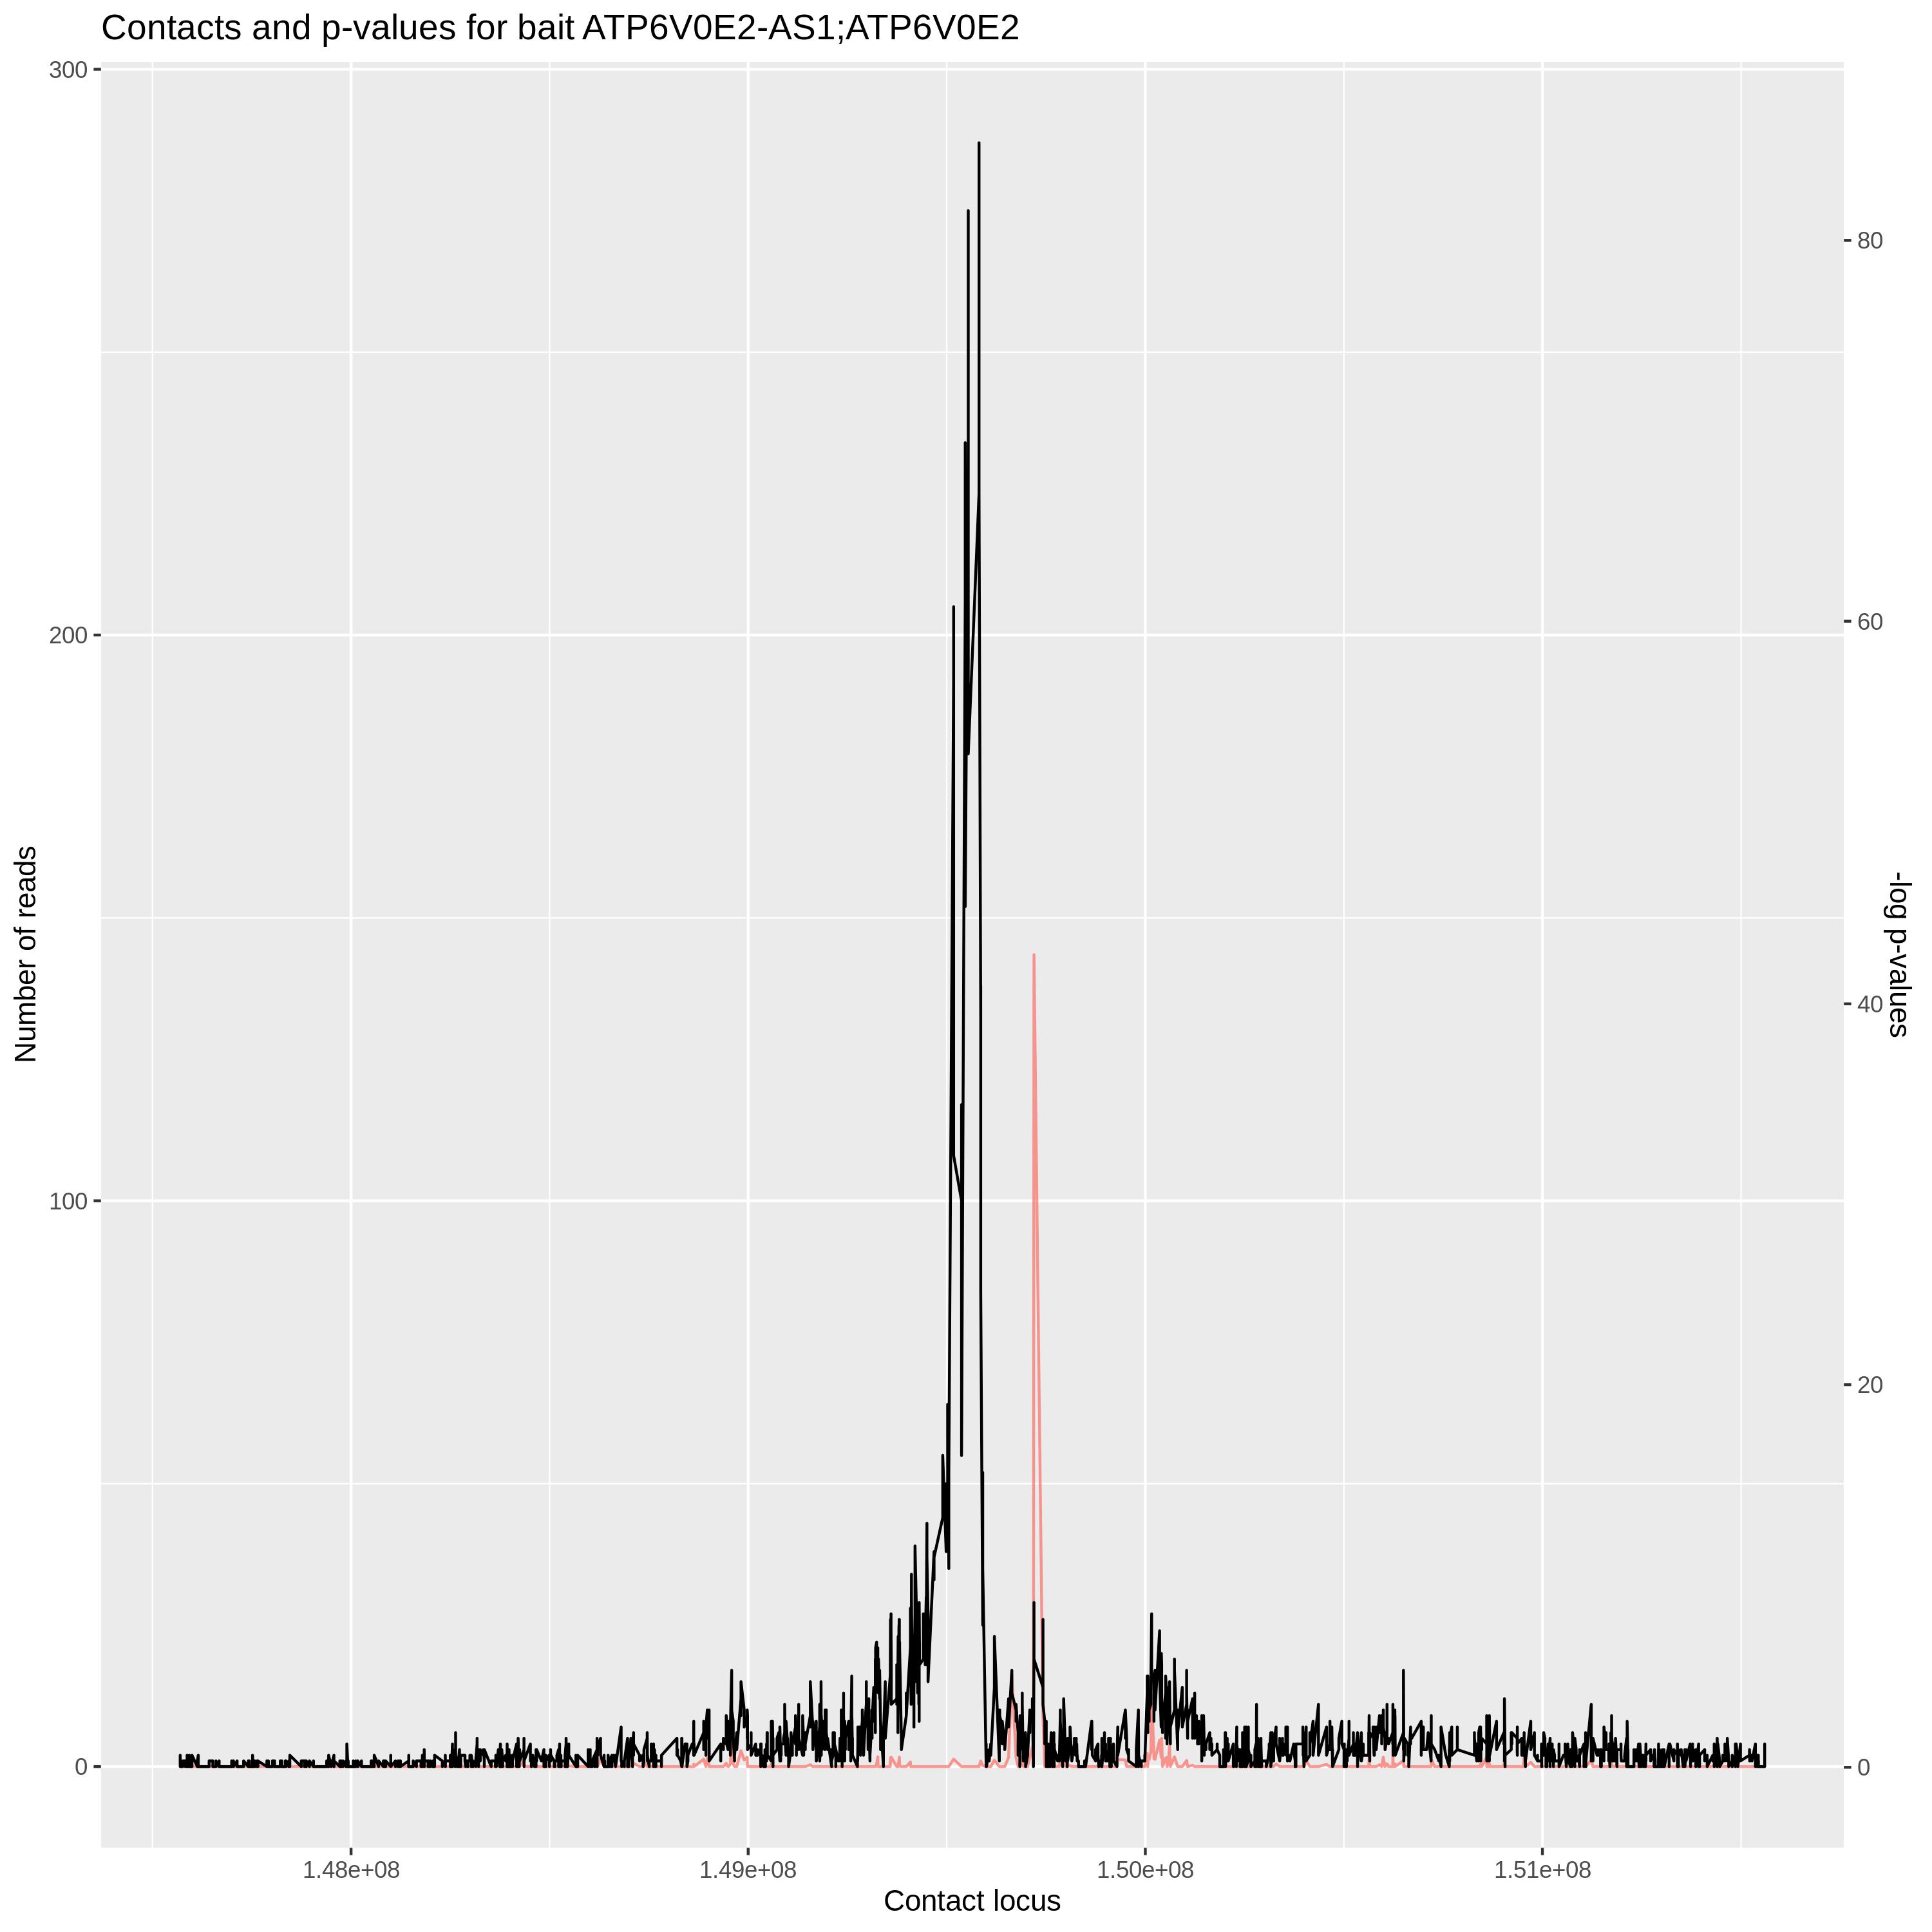 Contacts and p-values for bait ATP6V0E2-AS1;ATP6V0E2
300
200
100
0
Number of reads
80
60
40
20
0
-log p-values
1.48e+08 1.49e+08 1.50e+08 1.51e+08
Contact locus